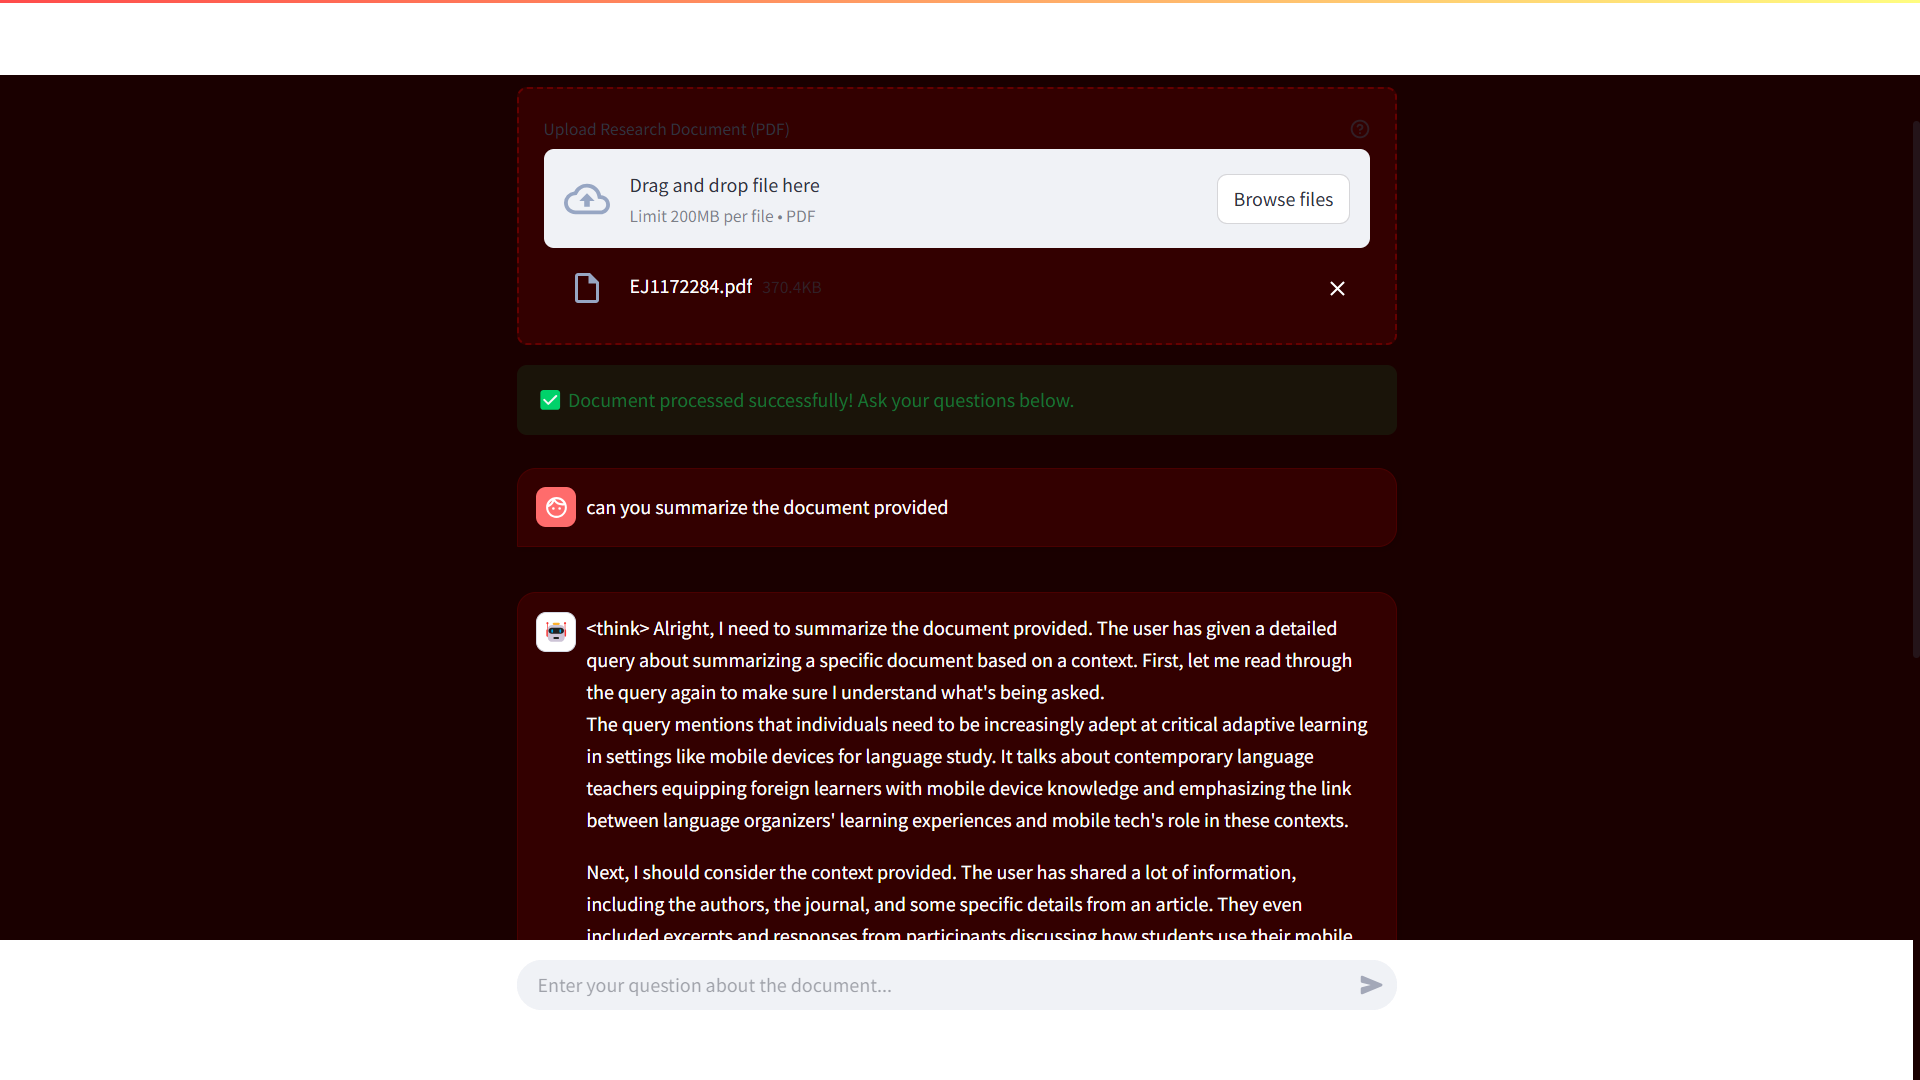 Upload Research Document (PDF)
Drag and drop file here
Limit 200MB per file • PDF
Browse files
EJ1172284.pdf 370.4KB
Document processed successfully! Ask your questions below.
can you summarize the document provided
<think> Alright, I need to summarize the document provided. The user has given a detailed
query about summarizing a specific document based on a context. First, let me read through
the query again to make sure I understand what's being asked.
The query mentions that individuals need to be increasingly adept at critical adaptive learning
in settings like mobile devices for language study. It talks about contemporary language
teachers equipping foreign learners with mobile device knowledge and emphasizing the link
between language organizers' learning experiences and mobile tech's role in these contexts.
Next, I should consider the context provided. The user has shared a lot of information,
including the authors, the journal, and some specific details from an article. They even
included excerpts and responses from participants discussing how students use their mobile
Enter your question about the document...